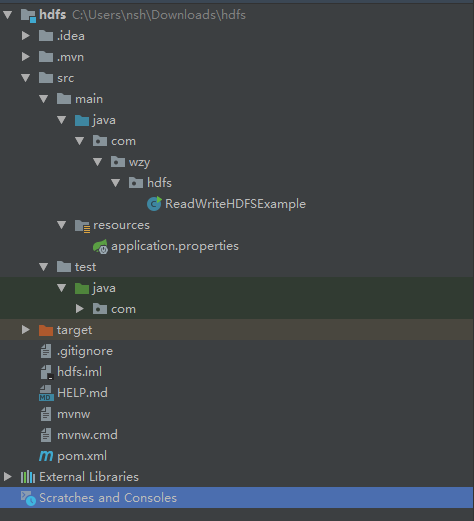 hdfs C:\Users\nsh\Downloads\hdfs
.idea
.mvn
src
main
java
com
wzy
hdfs
ReadWriteHDFSExample
resources
application.properties
test
java
com
target
.gitignore
hdfs.iml
HELP.md
mvnw
mvnw.cmd
pom.xml
External Libraries
Scratches and Consoles